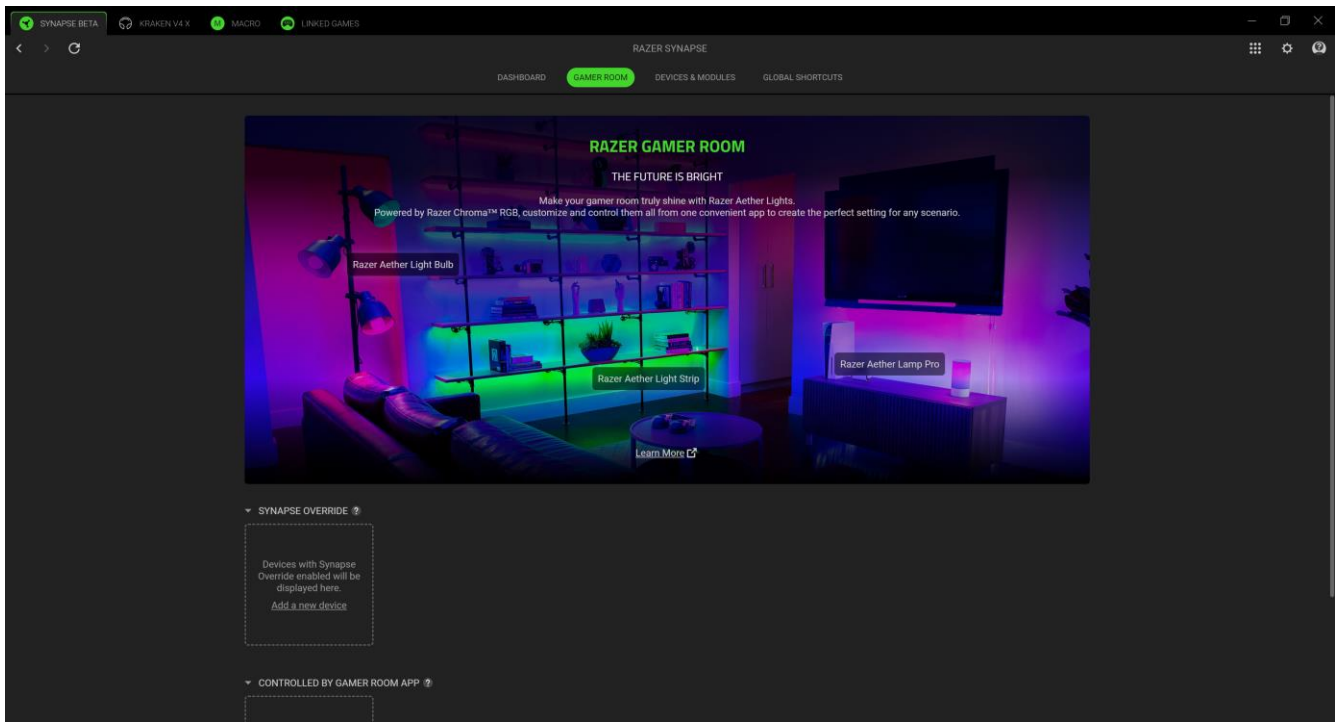 SYNAPSE BETA
KRAKEN V4 X
MACRO
LINKED GAMES
RAZER SYNAPSE
DASHBOARD
GAMER ROOM
DEVICES & MODULES
GLOBAL SHORTCUTS
RAZER GAMER ROOM
THE FUTURE IS BRIGHT
Make your gamer room truly shine with Razer Aether Lights.
Powered by Razer Chroma™ RGB, customize and control them all from one convenient app to create the perfect setting for any scenario.
Razer Aether Light Bulb
Razer Aether Lamp Pro
Razer Aether Light Strip
Learn More
SYNAPSE OVERRIDE ?
Devices with Synapse
Override enabled will be
displayed here.
Add a new device
CONTROLLED BY GAMER ROOM APP ?